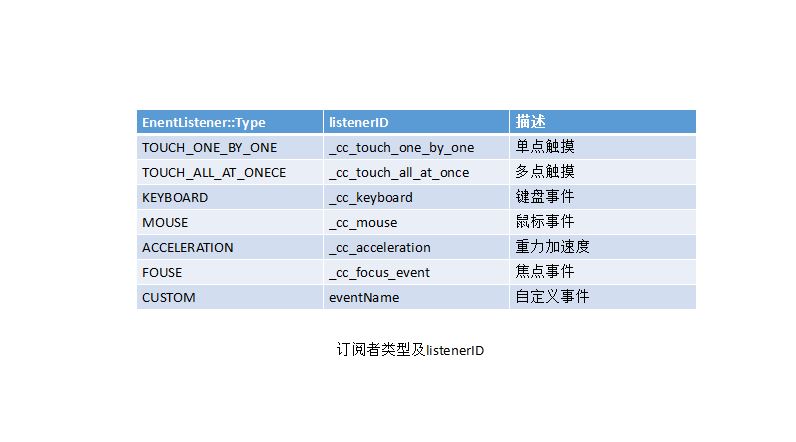 EnentListener::Type listenerID 描述
TOUCH_ONE_BY_ONE _cc_touch_one_by_one 单点触摸
TOUCH_ALL_AT_ONECE _cc_touch_all_at_once 多点触摸
KEYBOARD _cc_keyboard 键盘事件
MOUSE _cc_mouse 鼠标事件
ACCELERATION _cc_acceleration 重力加速度
FOUSE _cc_focus_event 焦点事件
CUSTOM eventName 自定义事件
订阅者类型及listenerID